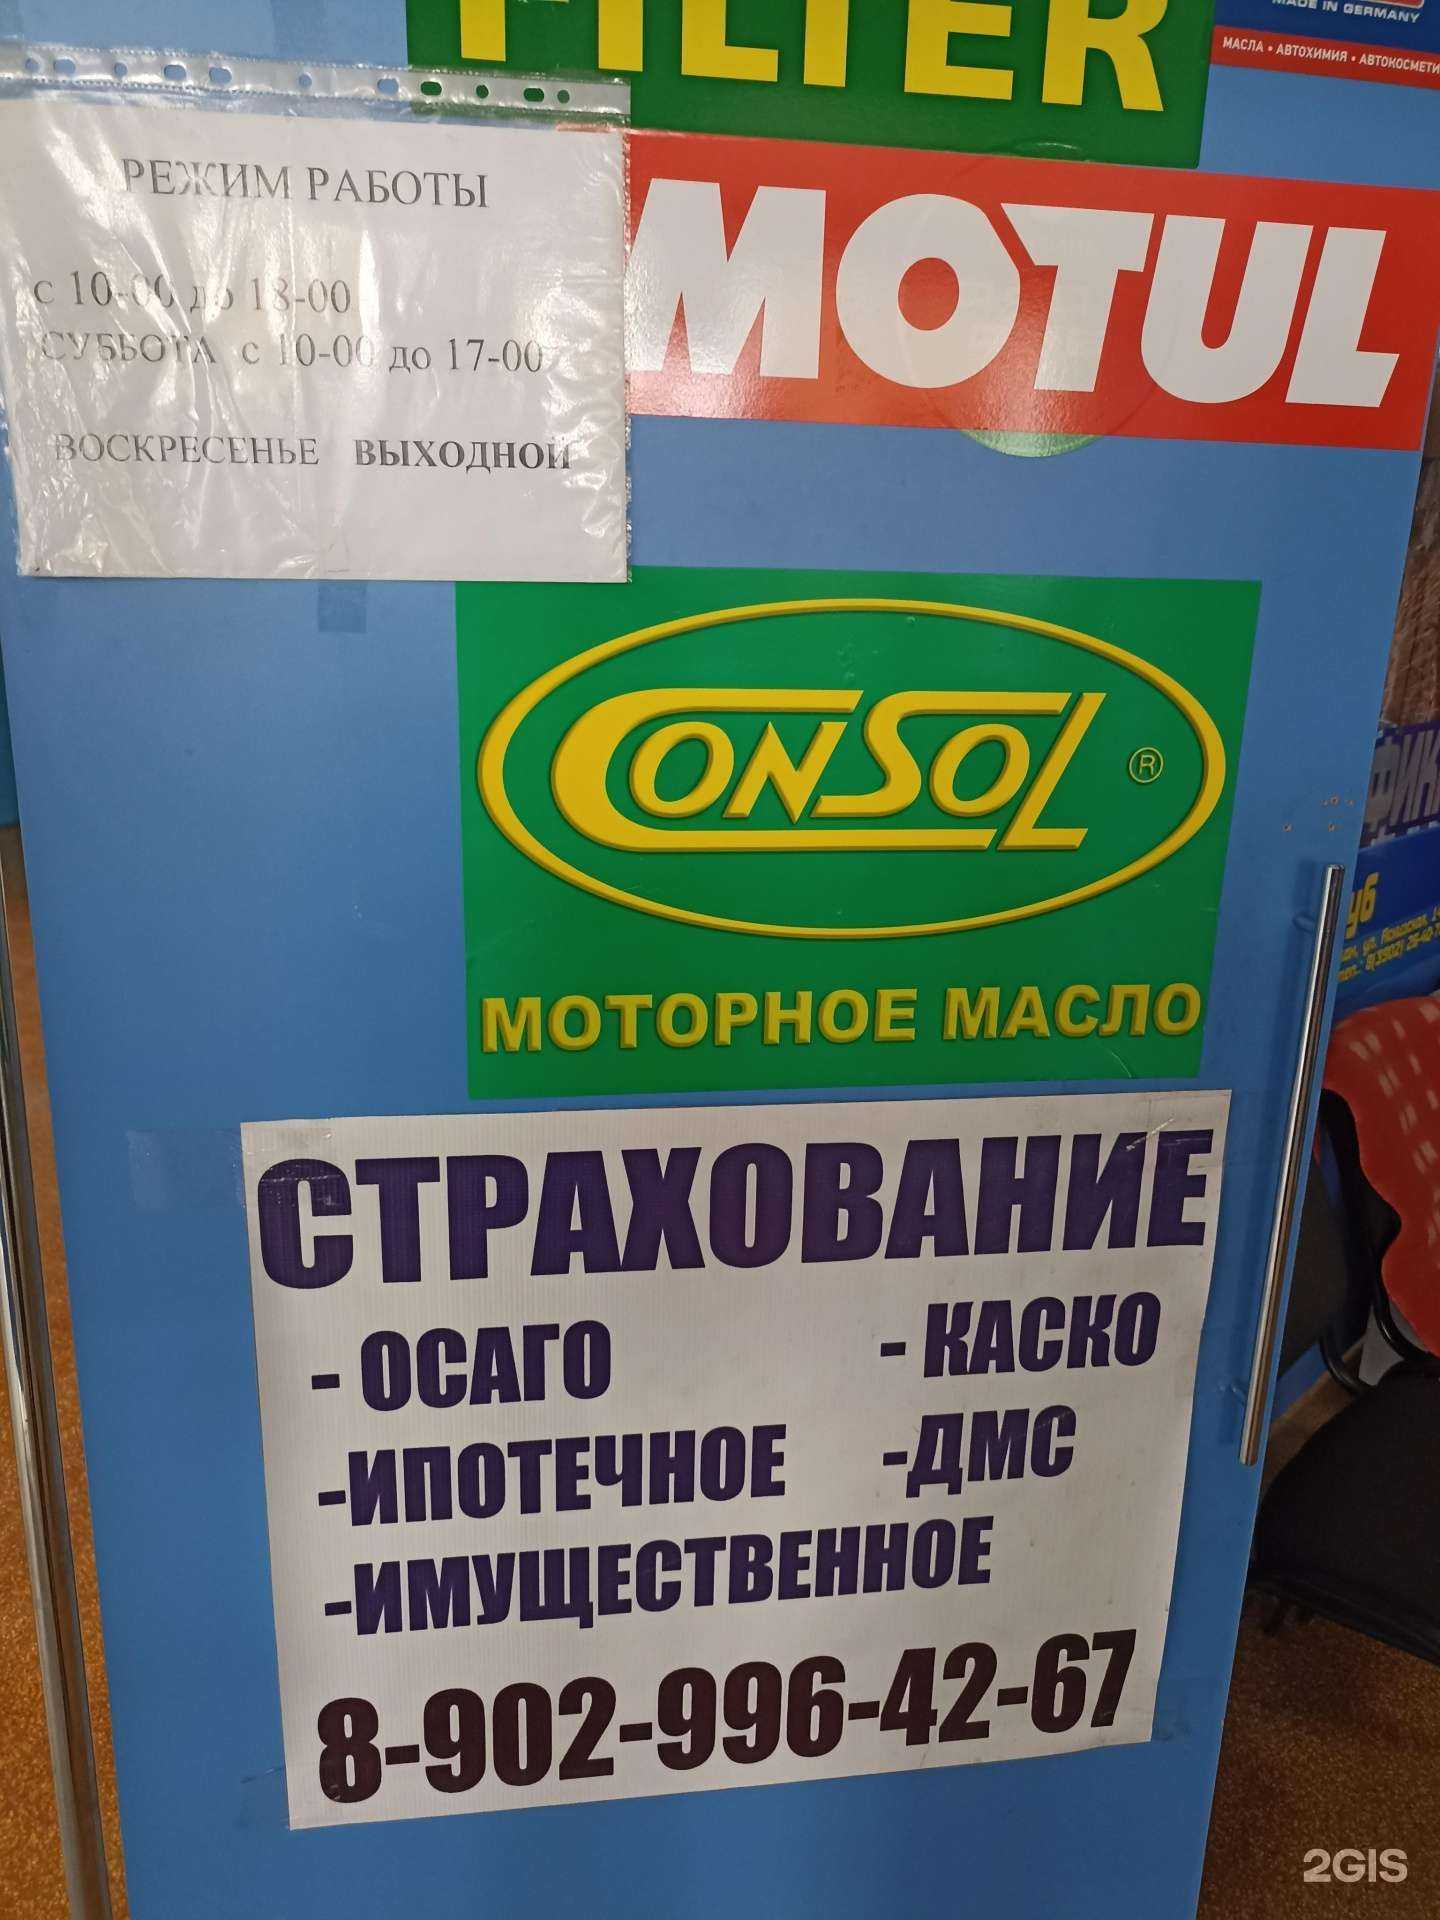 FILTER
MADE IN GERMANY
МАСЛА • АВТОХИМИЯ • АВТОКОСМЕТИ
РЕЖИМ РАБОТЫ
с 10-00 до 18-00
СУББОТА с 10-00 до 17-00
ВОСКРЕСЕНЬЕ ВЫХОДНОЙ
MOTUL
CONSOL ®
МОТОРНОЕ МАСЛО
СТРАХОВАНИЕ
- ОСАГО - КАСКО
-ИПОТЕЧНОЕ -ДМС
-ИМУЩЕСТВЕННОЕ
8-902-996-42-67
2GIS